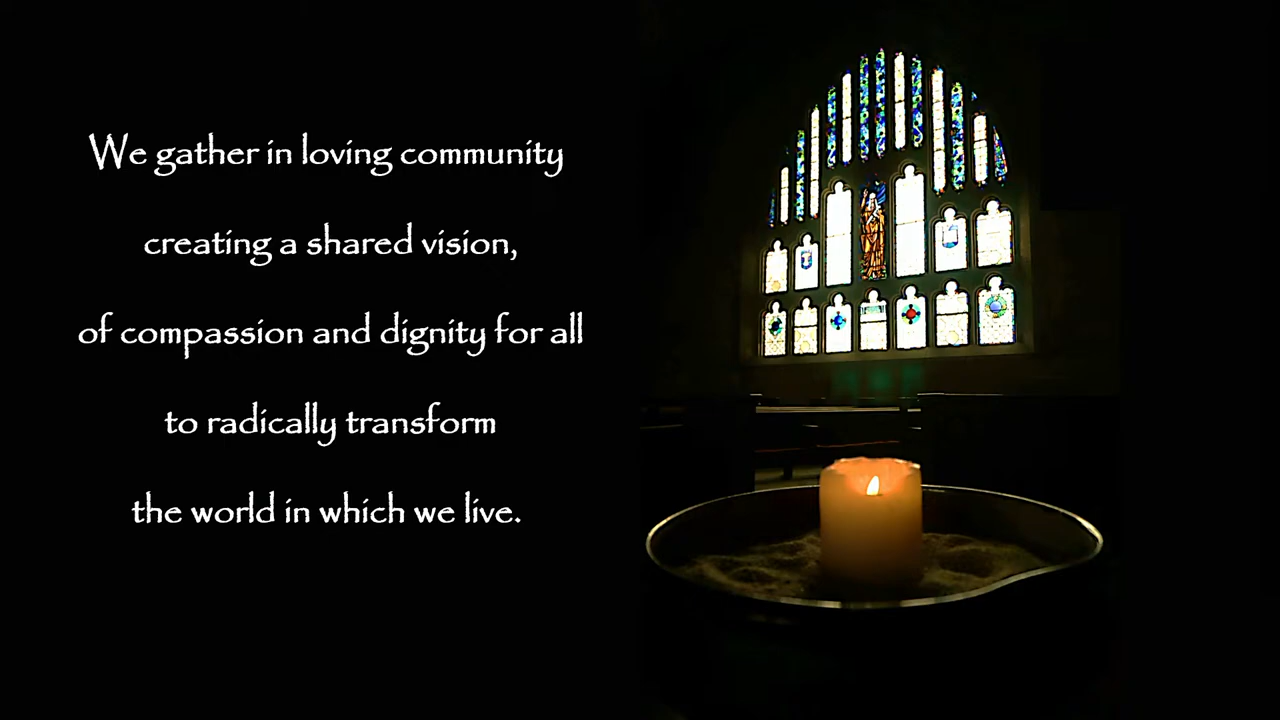 We gather in loving community
creating a shared vision,
of compassion and dignity for all
to radically transform
the world in which we live.